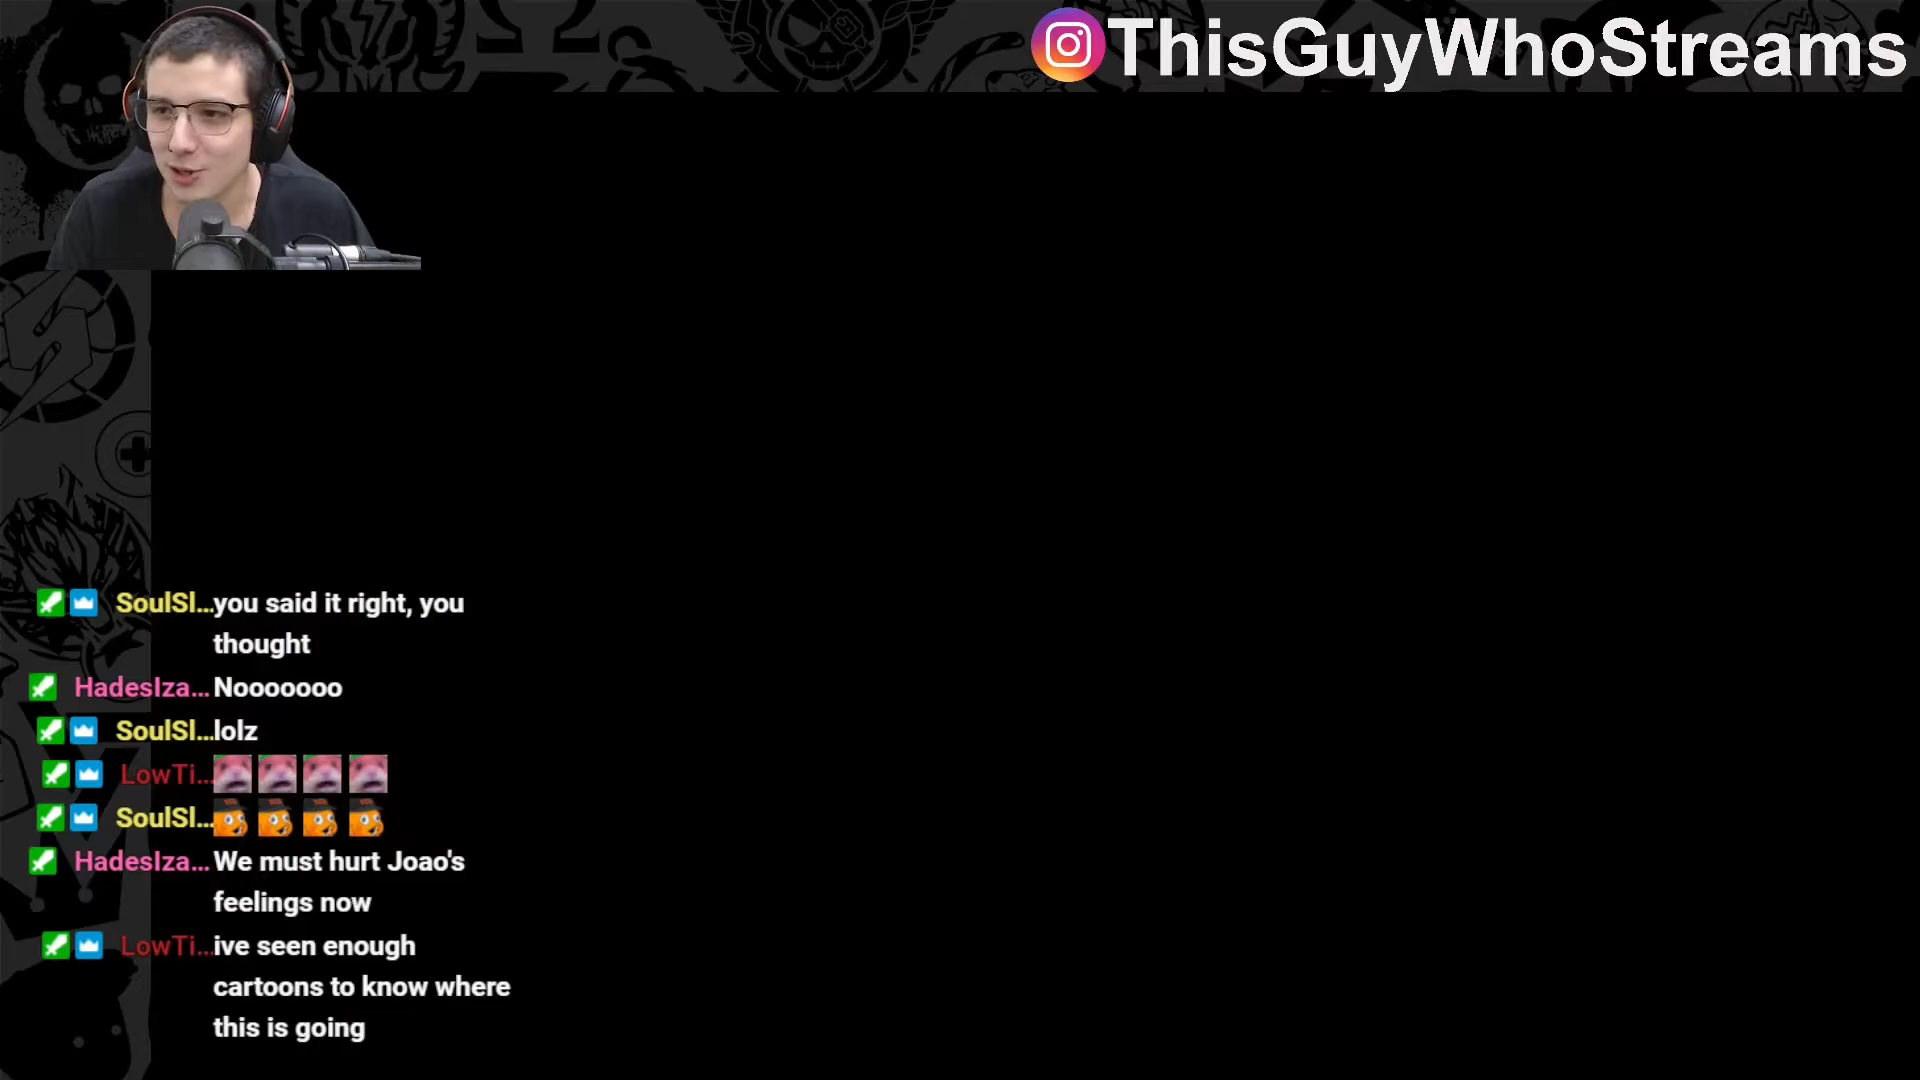 ThisGuyWhoStreams
SoulSl...you said it right, you
thought
HadesIza...Nooooooo
SoulSl...lolz
LowTi...
SoulSl...
HadesIza...We must hurt Joao's
feelings now
LowTi...ive seen enough
cartoons to know where
this is going